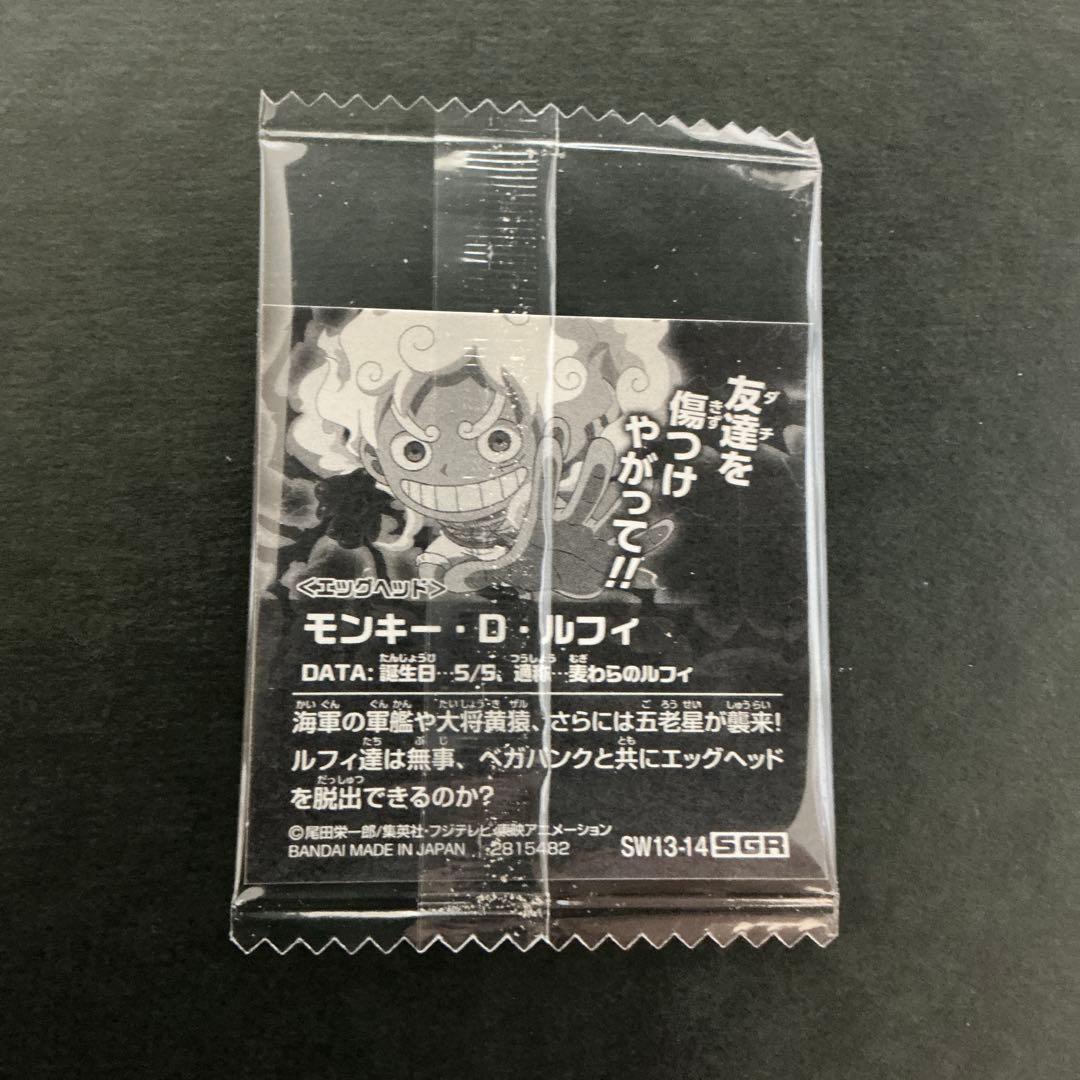 友達を
傷つけ
やがって!!
<エッグヘッド>
モンキー・D・ルフィ
DATA: 誕生日…5/5、通称…麦わらのルフィ
海軍の軍艦や大将黄猿、さらには五老星が襲来!
ルフィ達は無事、ベガパンクと共にエッグヘッド
を脱出できるのか?
©尾田栄一郎/集英社・フジテレビ・東映アニメーション
BANDAI MADE IN JAPAN 2815482
SW13-14 SGR